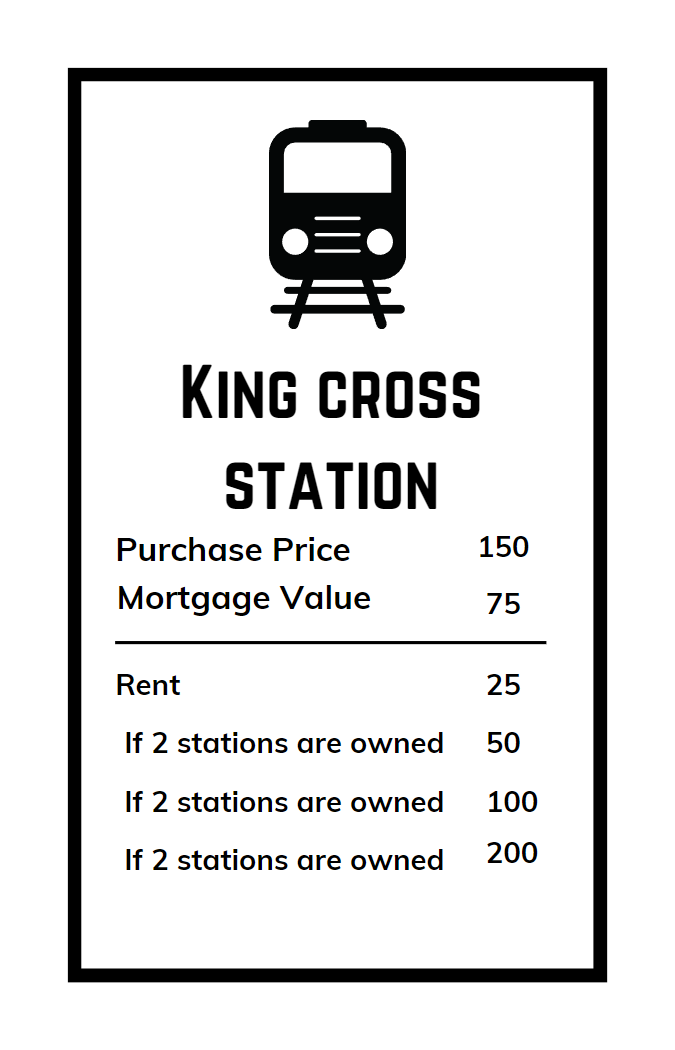 King cross
station
Purchase Price 150
Mortgage Value 75
Rent 25
If 2 stations are owned 50
If 2 stations are owned 100
If 2 stations are owned 200